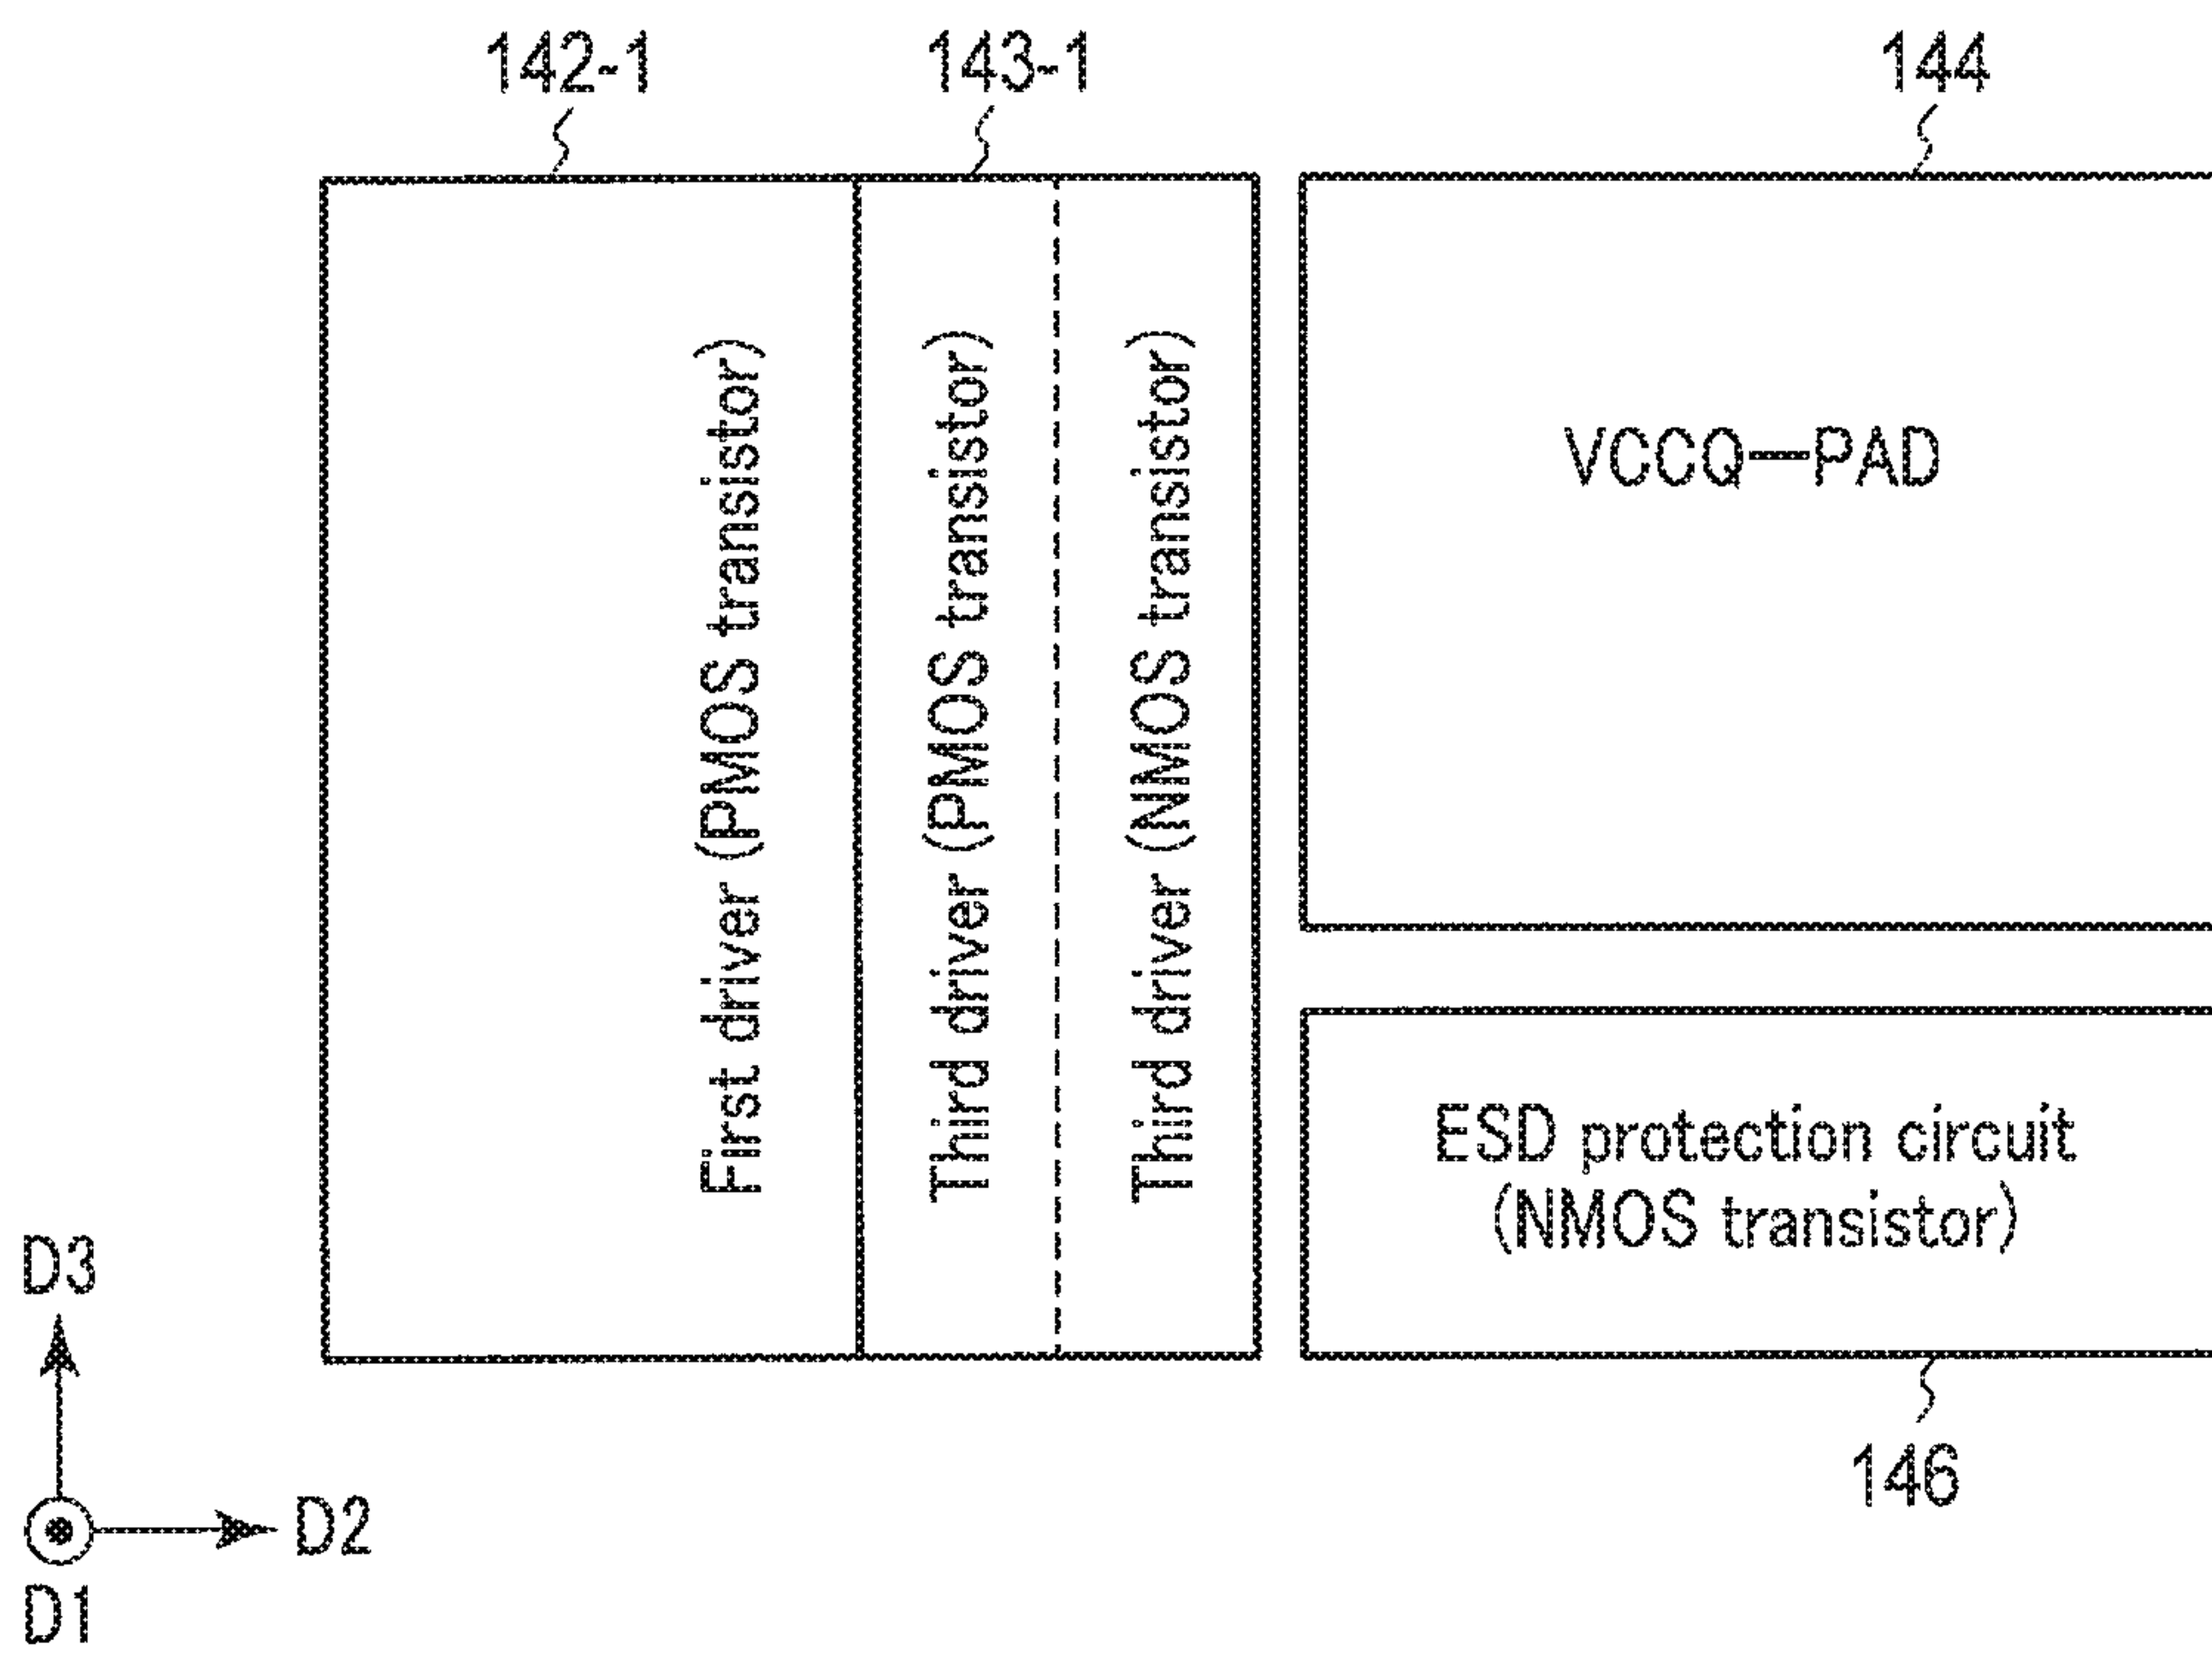 142-1
143-1
144
First driver (PMOS transistor)
Third driver (PMOS transistor)
Third driver (NMOS transistor)
VCCQ—PAD
ESD protection circuit
(NMOS transistor)
146
D3
D2
D1